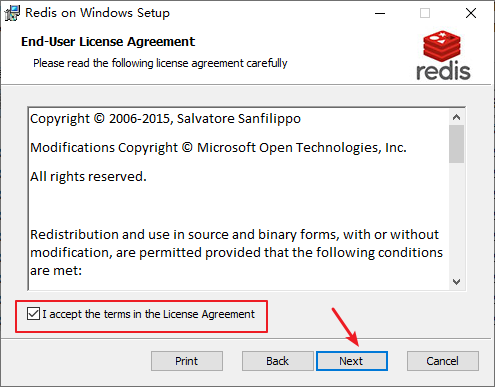 Redis on Windows Setup
End-User License Agreement
Please read the following license agreement carefully
redis
Copyright © 2006-2015, Salvatore Sanfilippo
Modifications Copyright © Microsoft Open Technologies, Inc.
All rights reserved.
Redistribution and use in source and binary forms, with or without
modification, are permitted provided that the following conditions
are met:
I accept the terms in the License Agreement
Print
Back
Next
Cancel